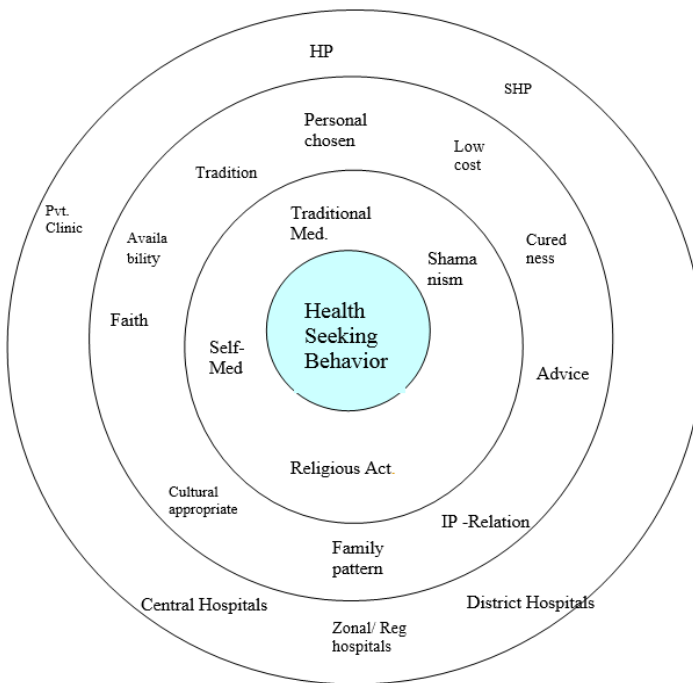 HP
SHP
Personal
chosen
Low
cost
Tradition
Pvt.
Clinic
Traditional
Med.
Availa
bility
Cured
ness
Shama
nism
Faith
Health
Seeking
Behavior
Self-
Med
Advice
Religious Act.
Cultural
appropriate
IP -Relation
Family
pattern
Central Hospitals
District Hospitals
Zonal/ Reg
hospitals